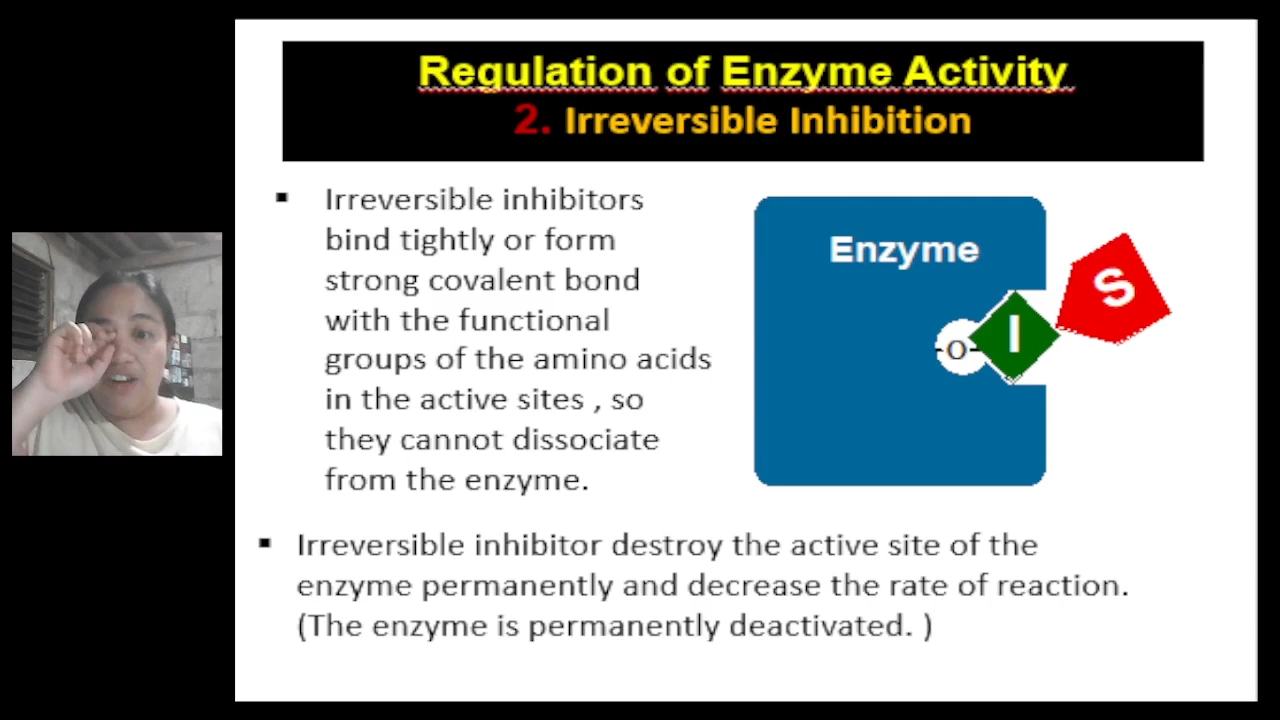 Regulation of Enzyme Activity
2. Irreversible Inhibition
▪ Irreversible inhibitors
bind tightly or form
strong covalent bond
with the functional
groups of the amino acids
in the active sites , so
they cannot dissociate
from the enzyme.
Enzyme
O
I
S
▪ Irreversible inhibitor destroy the active site of the
enzyme permanently and decrease the rate of reaction.
(The enzyme is permanently deactivated. )